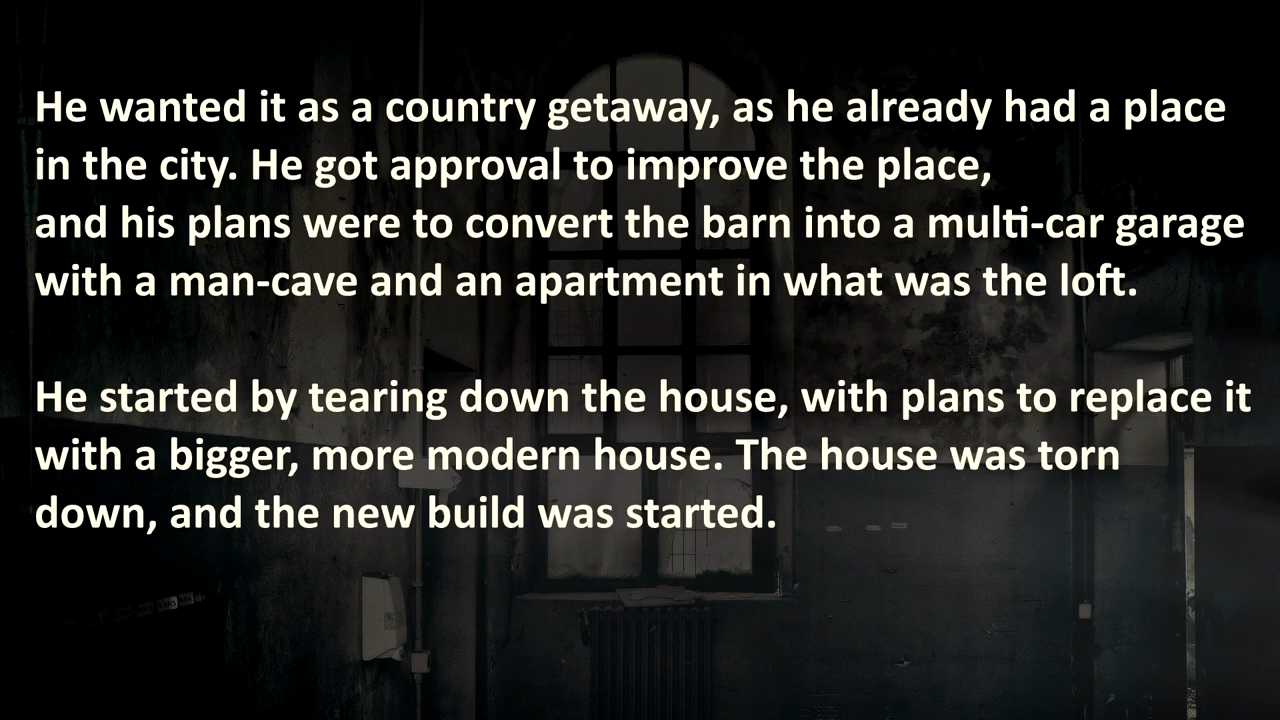 He wanted it as a country getaway, as he already had a place
in the city. He got approval to improve the place,
and his plans were to convert the barn into a multi-car garage
with a man-cave and an apartment in what was the loft.
He started by tearing down the house, with plans to replace it
with a bigger, more modern house. The house was torn
down, and the new build was started.